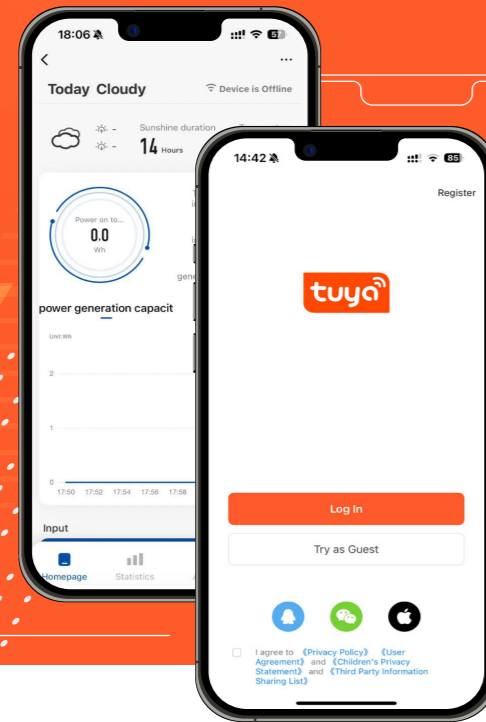 18:06
57
Today Cloudy
Device is Offline
Sunshine duration
14 Hours
Power on to...
0.0
Wh
gene
power generation capacit
Unit:Wh
2
1
0
17:50 17:52 17:54 17:56 17:58
Input
Homepage
Statistics
14:42
85
Register
tuya
Log In
Try as Guest
I agree to 《Privacy Policy》 《User
Agreement》 and 《Children's Privacy
Statement》 and 《Third Party Information
Sharing List》